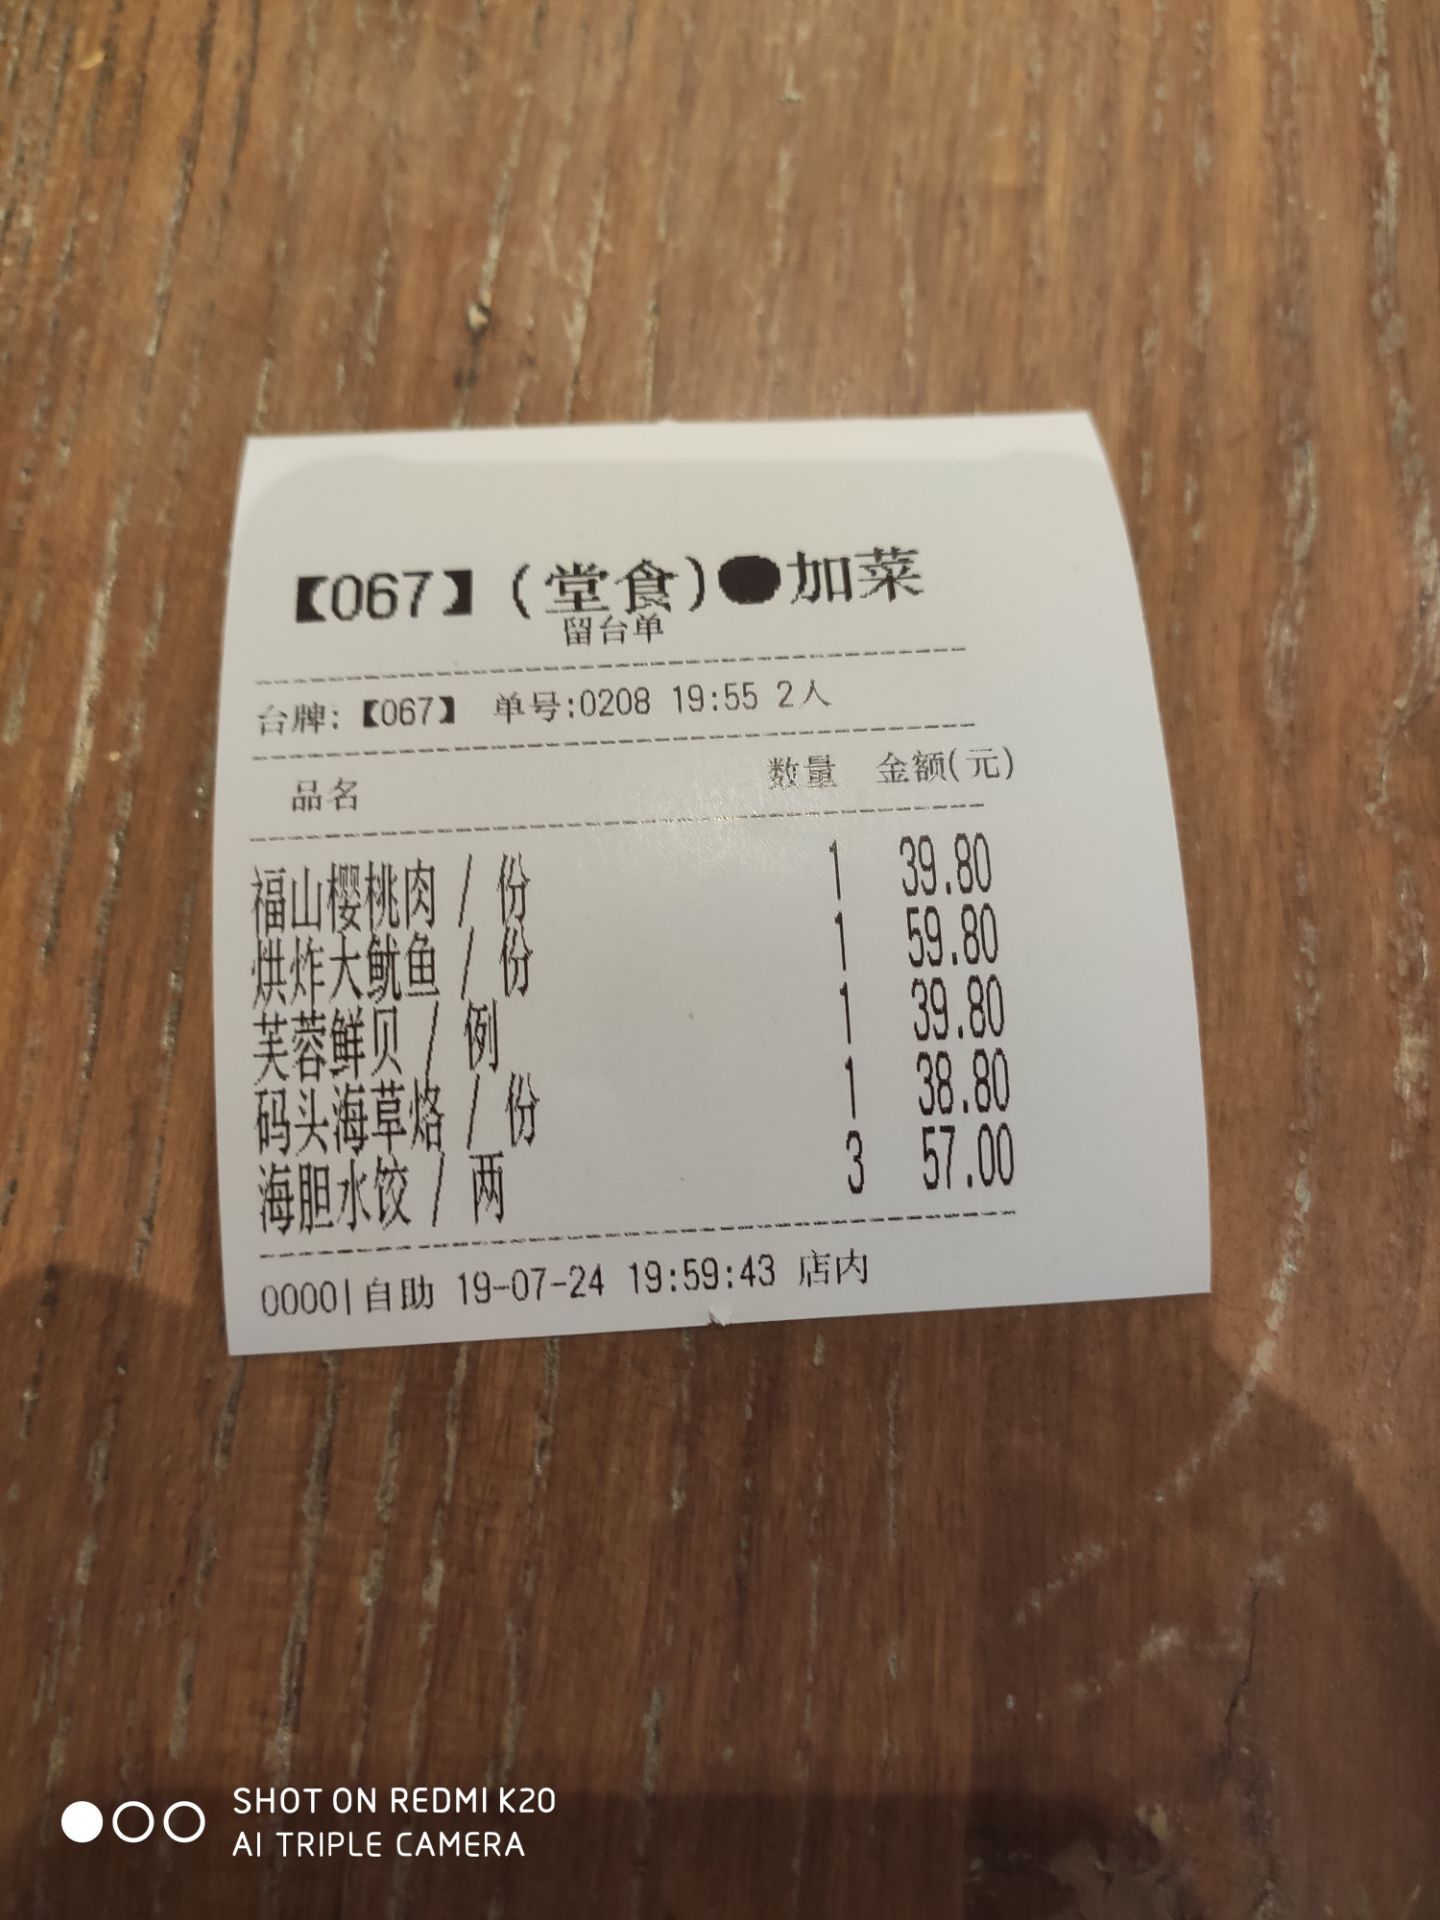 【067】(堂食)●加菜
留台单
台牌:【067】 单号:0208 19:55 2人
品名 数量 金额(元)
福山樱桃肉 / 份 1 39.80
烘炸大鱿鱼 / 份 1 59.80
芙蓉鲜贝 / 例 1 39.80
码头海草烙 / 份 1 38.80
海胆水饺 / 两 3 57.00
0000|自助 19-07-24 19:59:43 店内
SHOT ON REDMI K20
AI TRIPLE CAMERA